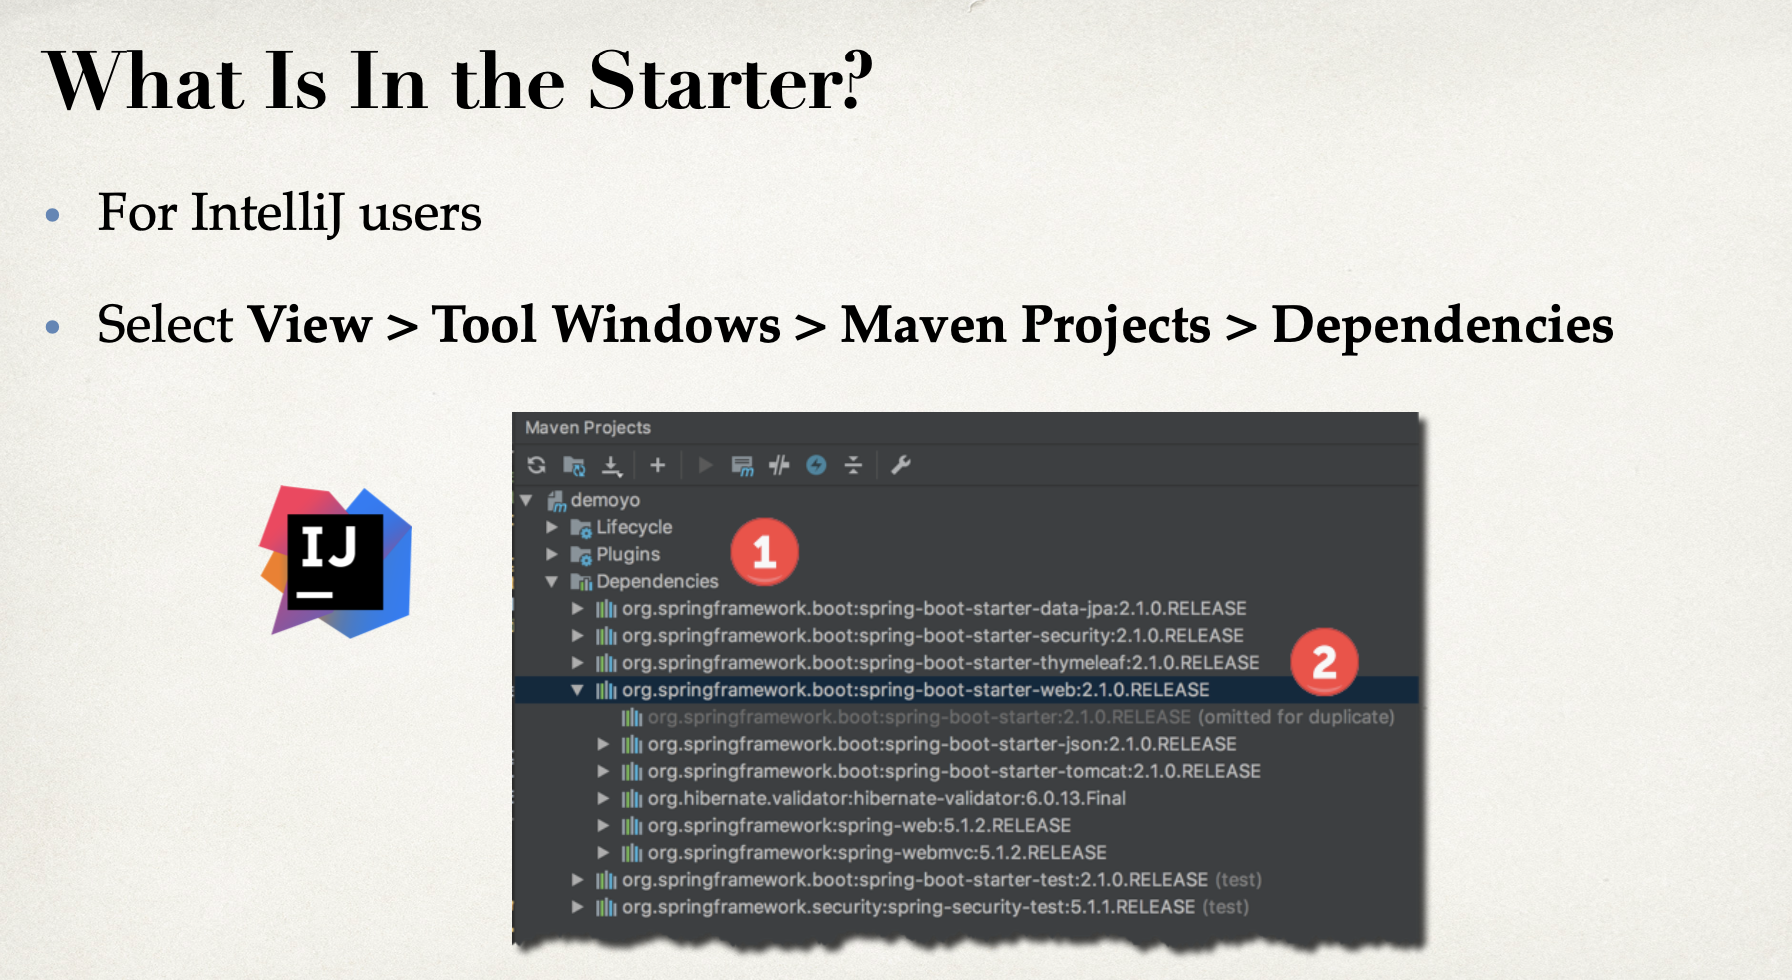 What Is In the Starter?
• For IntelliJ users
• Select View > Tool Windows > Maven Projects > Dependencies
IJ
Maven Projects
demoyo
Lifecycle
Plugins
1
Dependencies
org.springframework.boot:spring-boot-starter-data-jpa:2.1.0.RELEASE
org.springframework.boot:spring-boot-starter-security:2.1.0.RELEASE
org.springframework.boot:spring-boot-starter-thymeleaf:2.1.0.RELEASE
2
org.springframework.boot:spring-boot-starter-web:2.1.0.RELEASE
org.springframework.boot:spring-boot-starter:2.1.0.RELEASE (omitted for duplicate)
org.springframework.boot:spring-boot-starter-json:2.1.0.RELEASE
org.springframework.boot:spring-boot-starter-tomcat:2.1.0.RELEASE
org.hibernate.validator:hibernate-validator:6.0.13.Final
org.springframework:spring-web:5.1.2.RELEASE
org.springframework:spring-webmvc:5.1.2.RELEASE
org.springframework.boot:spring-boot-starter-test:2.1.0.RELEASE (test)
org.springframework.security:spring-security-test:5.1.1.RELEASE (test)